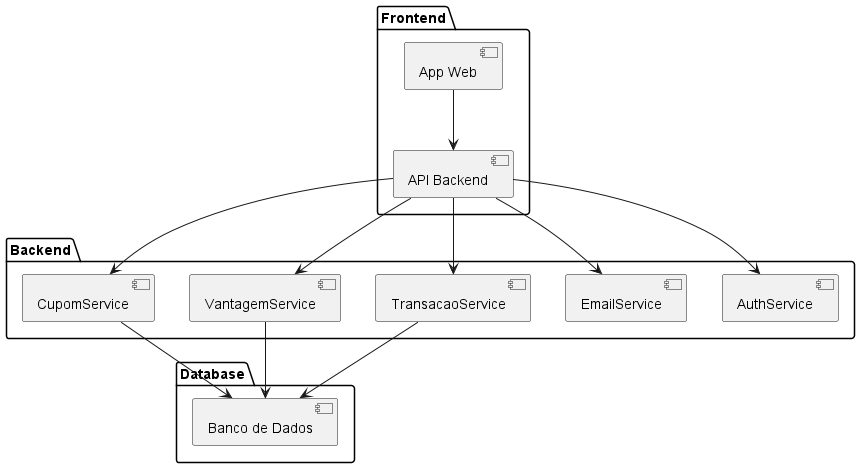 Frontend
App Web
API Backend
Backend
CupomService
VantagemService
TransacaoService
EmailService
AuthService
Database
Banco de Dados